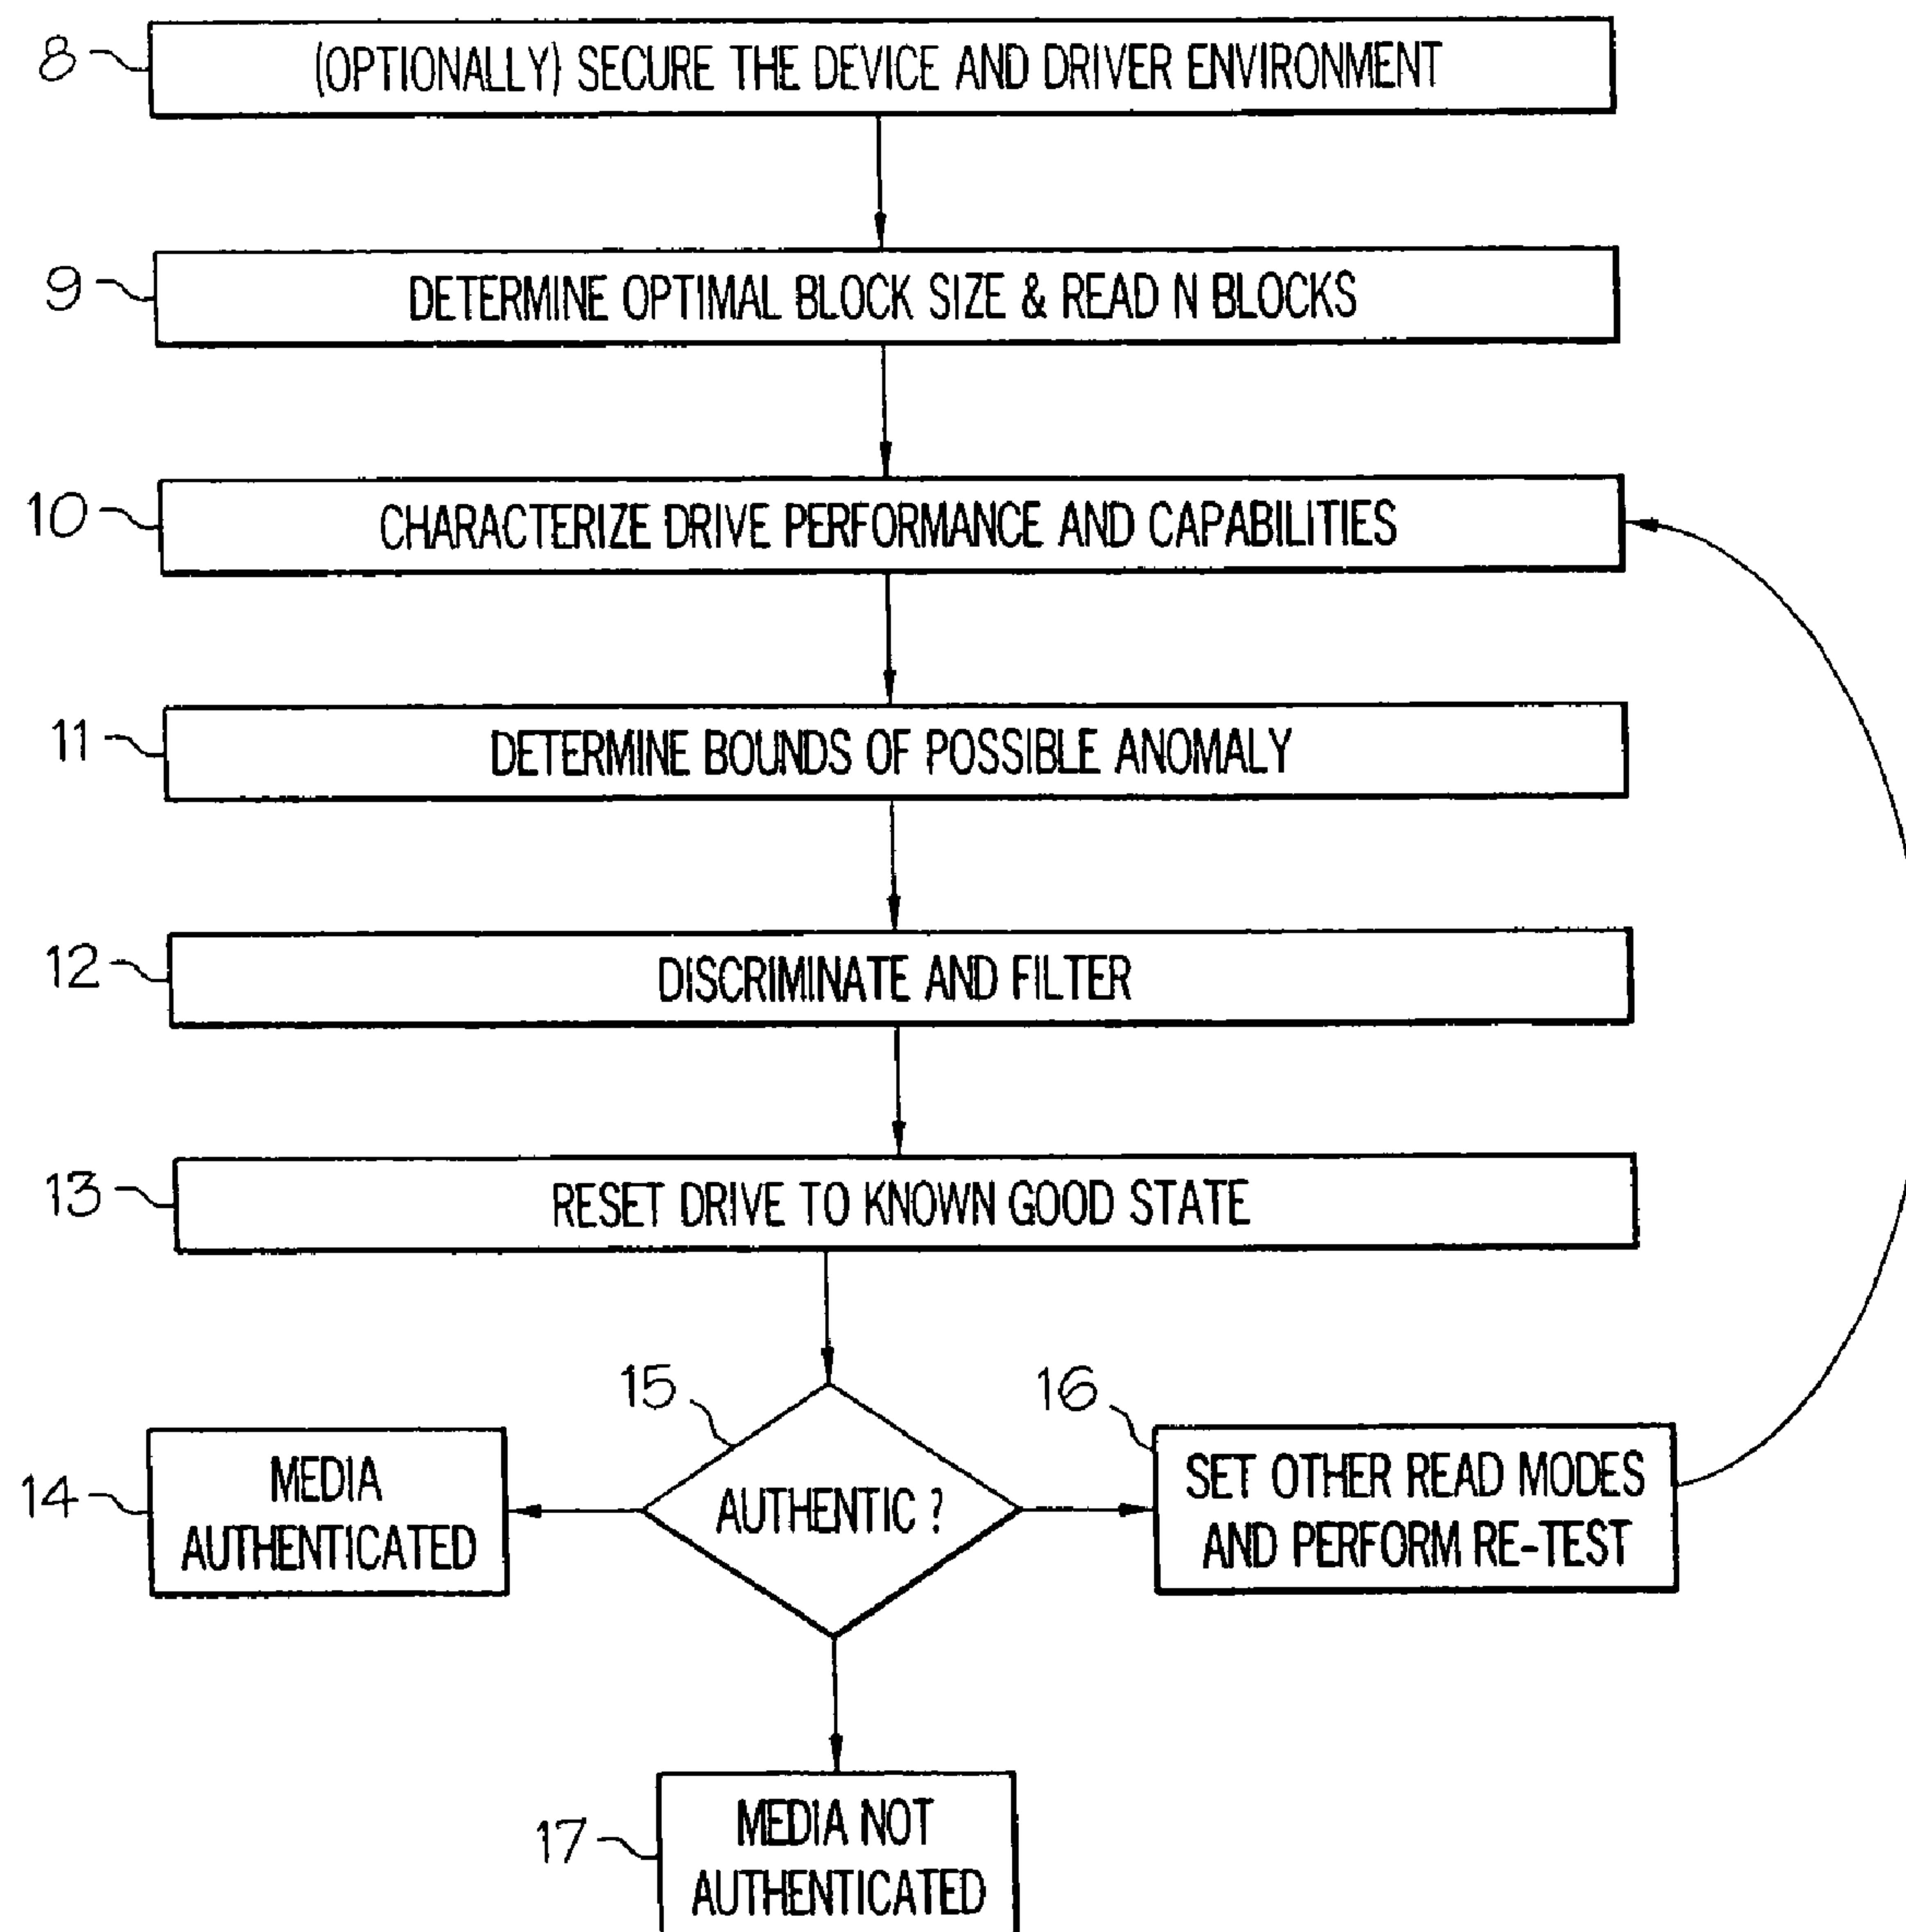 8 (OPTIONALLY) SECURE THE DEVICE AND DRIVER ENVIRONMENT
9 DETERMINE OPTIMAL BLOCK SIZE & READ N BLOCKS
10 CHARACTERIZE DRIVE PERFORMANCE AND CAPABILITIES
11 DETERMINE BOUNDS OF POSSIBLE ANOMALY
12 DISCRIMINATE AND FILTER
13 RESET DRIVE TO KNOWN GOOD STATE
14
MEDIA
AUTHENTICATED
15
AUTHENTIC ?
16
SET OTHER READ MODES
AND PERFORM RE-TEST
17
MEDIA NOT
AUTHENTICATED